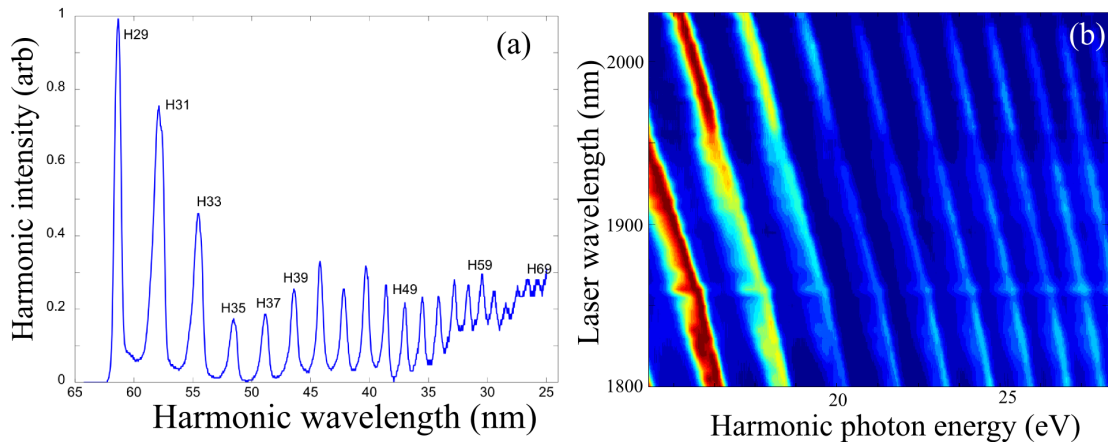 (a)
H29
H31
H33
H35
H37
H39
H49
H59
H69
1
0.8
0.6
0.4
0.2
0
65
60
55
50
45
40
35
30
25
Harmonic intensity (arb)
Harmonic wavelength (nm)
(b)
2000
1900
1800
20
25
Laser wavelength (nm)
Harmonic photon energy (eV)